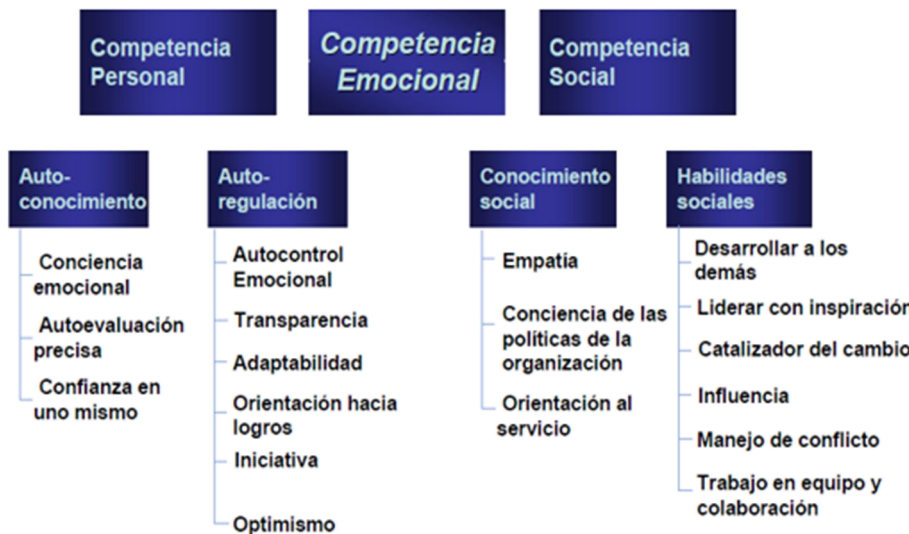 Competencia
Personal
Competencia
Emocional
Competencia
Social
Auto-
conocimiento
Conciencia
emocional
Autoevaluación
precisa
Confianza en
uno mismo
Auto-
regulación
Autocontrol
Emocional
Transparencia
Adaptabilidad
Orientación hacia
logros
Iniciativa
Optimismo
Conocimiento
social
Empatía
Conciencia de las
políticas de la
organización
Orientación al
servicio
Habilidades
sociales
Desarrollar a los
demás
Liderar con inspiración
Catalizador del cambio
Influencia
Manejo de conflicto
Trabajo en equipo y
colaboración